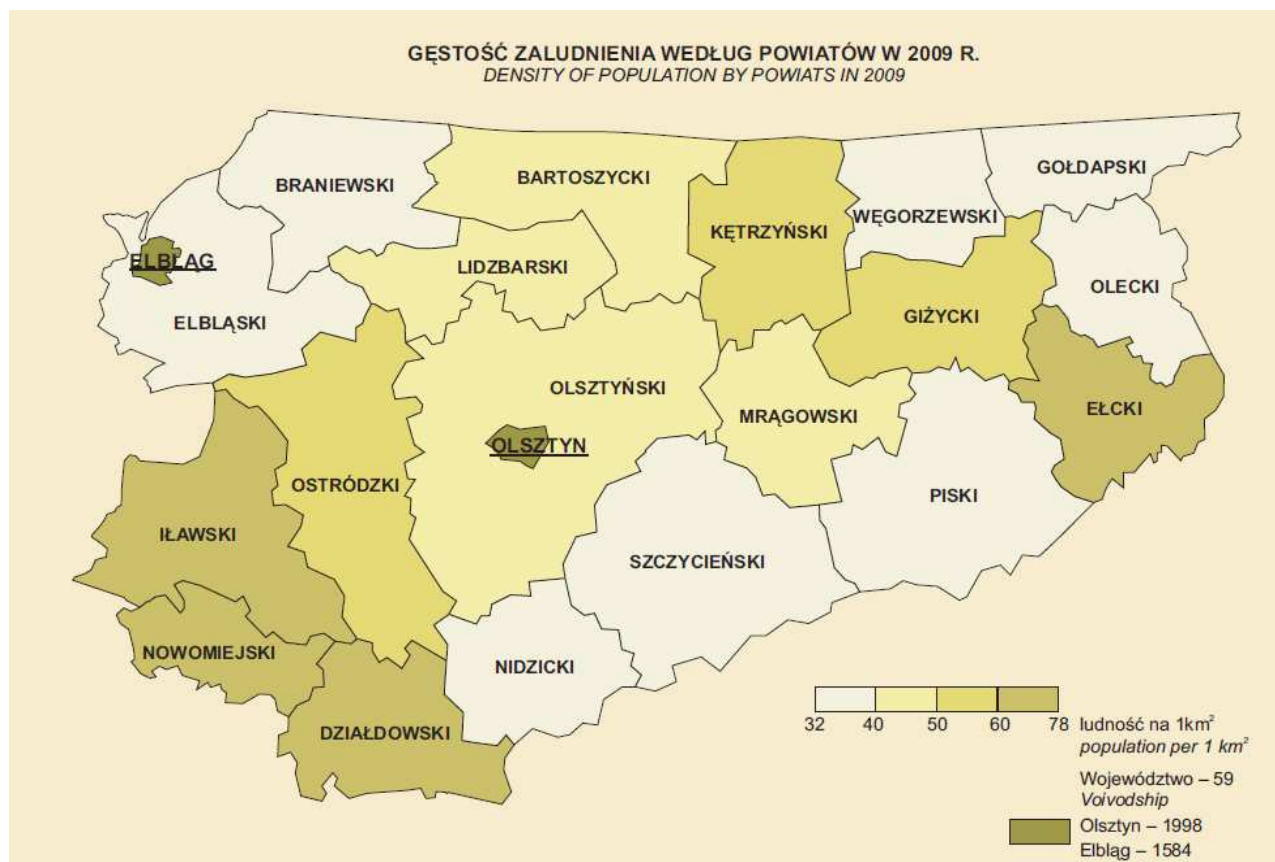 GĘSTOŚĆ ZALUDNIENIA WEDŁUG POWIATÓW W 2009 R.
DENSITY OF POPULATION BY POWIATS IN 2009
GOŁDAPSKI
BRANIEWSKI
BARTOSZYCKI
WĘGORZEWSKI
KĘTRZYŃSKI
ELBLĄG
LIDZBARSKI
OLECKI
ELBLĄSKI
GIŻYCKI
OLSZTYŃSKI
MRĄGOWSKI
EŁCKI
OLSZTYN
OSTRÓDZKI
PISKI
IŁAWSKI
SZCZYCIEŃSKI
NOWOMIEJSKI
NIDZICKI
DZIAŁDOWSKI
32 40 50 60 78 ludność na 1km²
population per 1 km²
Województwo – 59
Voivodship
Olsztyn – 1998
Elbląg – 1584